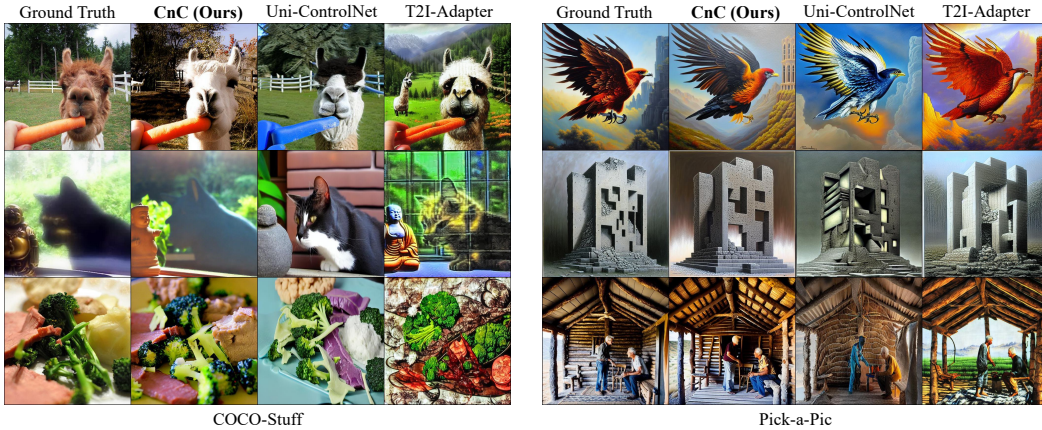 Ground Truth CnC (Ours) Uni-ControlNet T2I-Adapter
Ground Truth CnC (Ours) Uni-ControlNet T2I-Adapter
COCO-Stuff
Pick-a-Pic